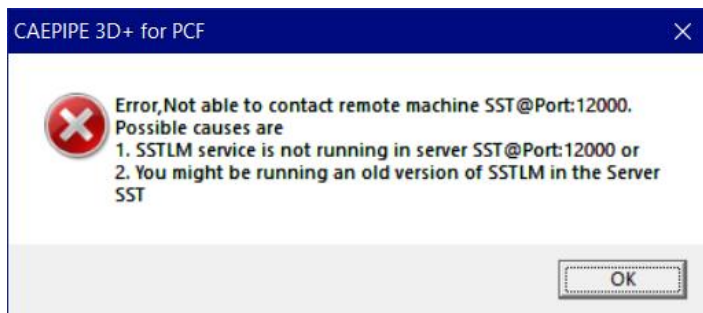 CAEPIPE 3D+ for PCF
Error,Not able to contact remote machine SST@Port:12000.
Possible causes are
1. SSTLM service is not running in server SST@Port:12000 or
2. You might be running an old version of SSTLM in the Server
SST
OK